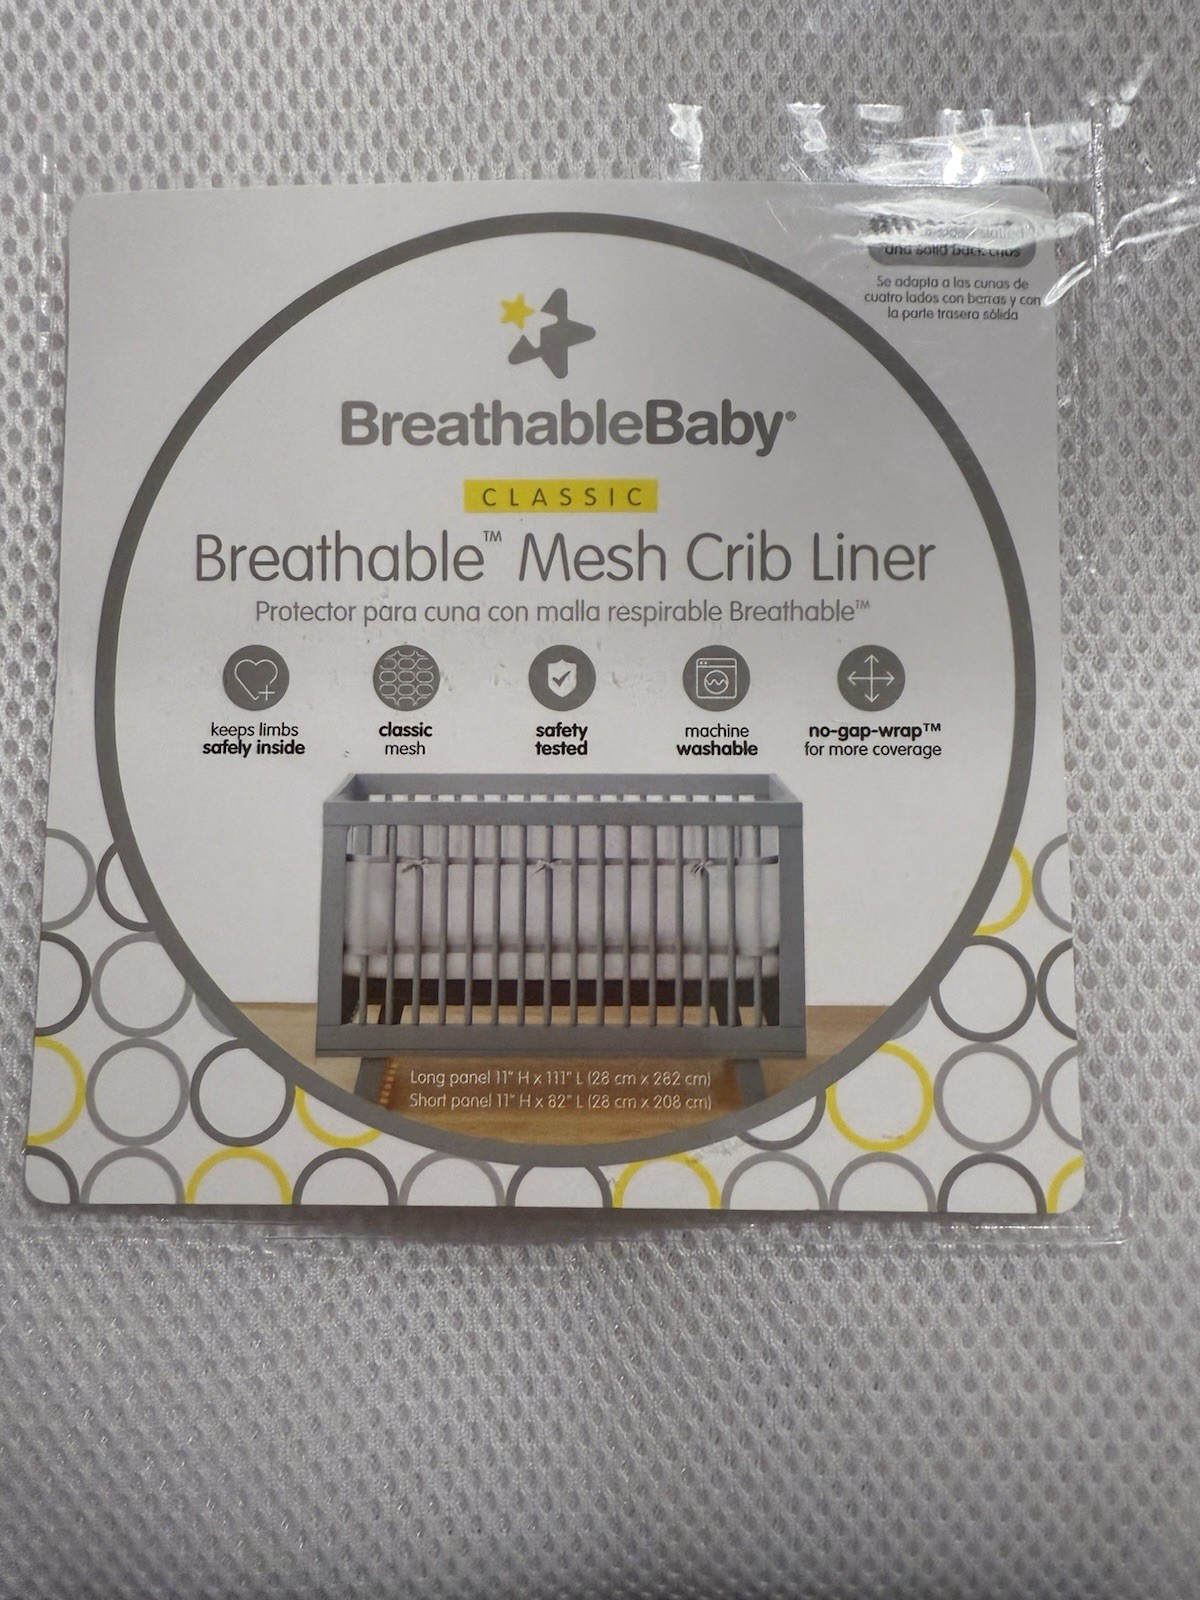 and solid back cribs
Se adapta a las cunas de
cuatro lados con barras y con
la parte trasera sólida
BreathableBaby®
CLASSIC
Breathable™ Mesh Crib Liner
Protector para cuna con malla respirable Breathable™
keeps limbs
safely inside
classic
mesh
safety
tested
machine
washable
no-gap-wrap™
for more coverage
Long panel 11" H x 111" L (28 cm x 282 cm)
Short panel 11" H x 82" L (28 cm x 208 cm)